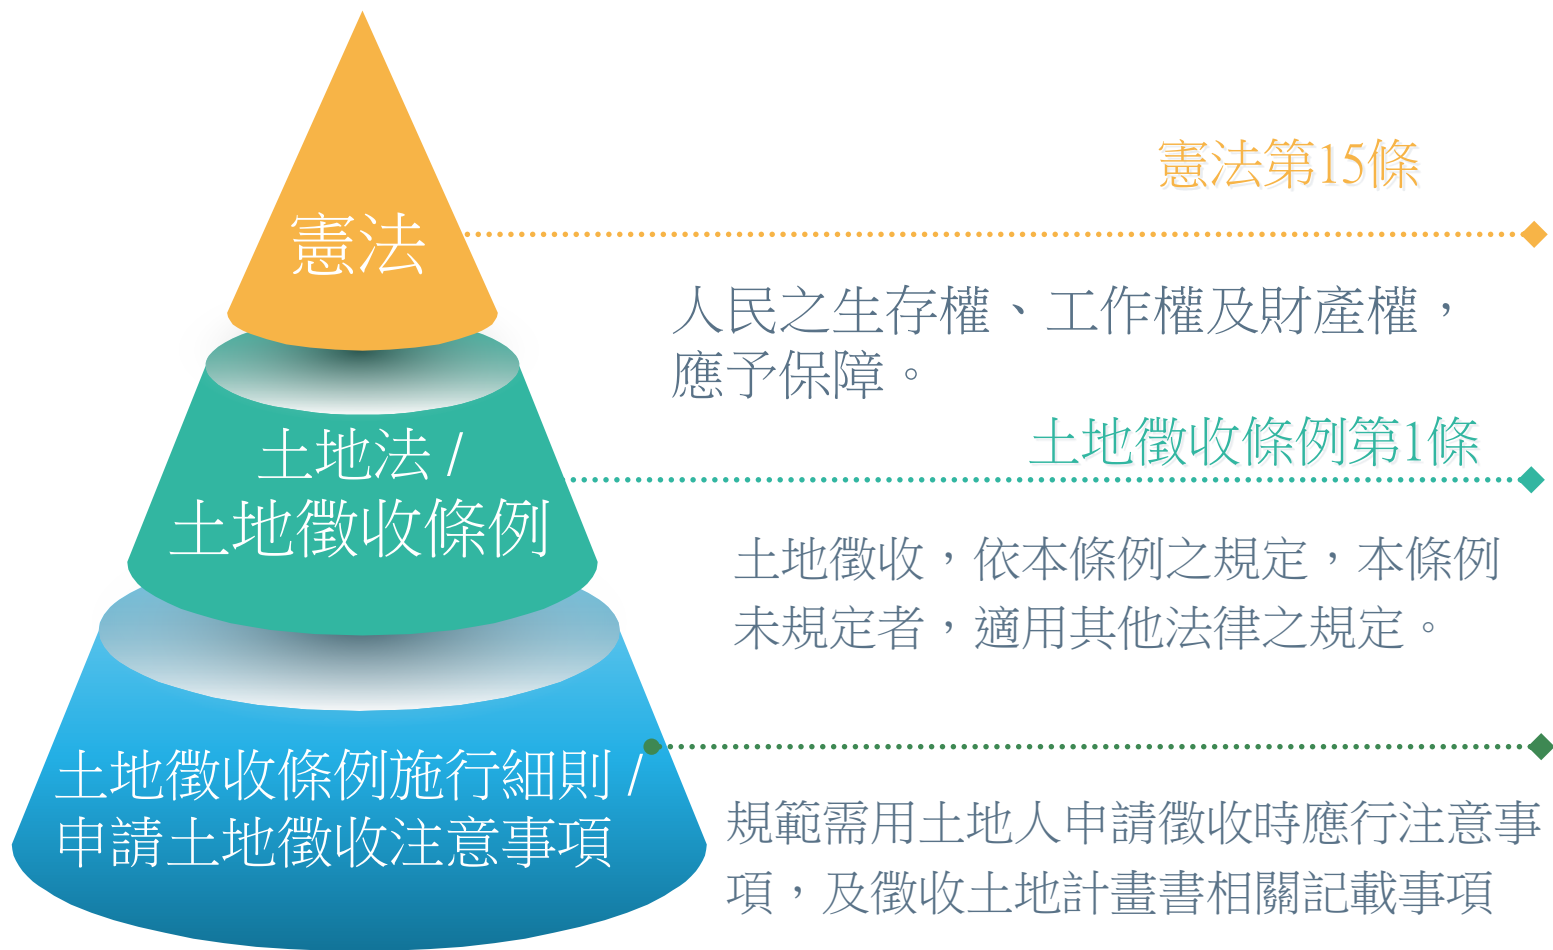 憲法
憲法第15條
人民之生存權、工作權及財產權，
應予保障。
土地法 /
土地徵收條例
土地徵收條例第1條
土地徵收，依本條例之規定，本條例
未規定者，適用其他法律之規定。
土地徵收條例施行細則 /
申請土地徵收注意事項
規範需用土地人申請徵收時應行注意事
項，及徵收土地計畫書相關記載事項